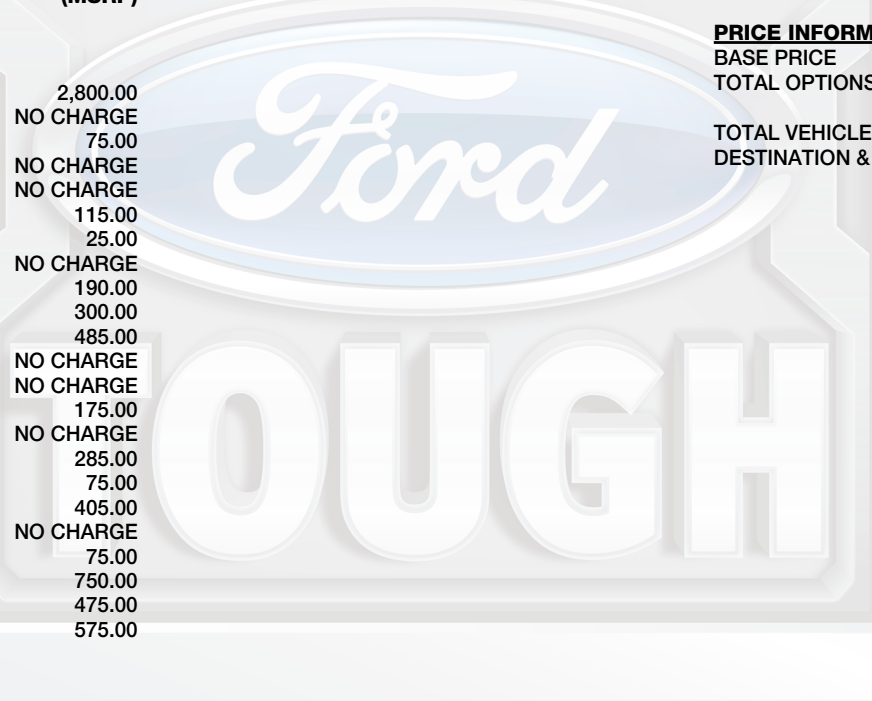 (MSRP)
2,800.00
NO CHARGE
75.00
NO CHARGE
NO CHARGE
115.00
25.00
NO CHARGE
190.00
300.00
485.00
NO CHARGE
NO CHARGE
175.00
NO CHARGE
285.00
75.00
405.00
NO CHARGE
75.00
750.00
475.00
575.00
PRICE INFORM
BASE PRICE
TOTAL OPTIONS
TOTAL VEHICLE
DESTINATION &
Ford
TOUGH